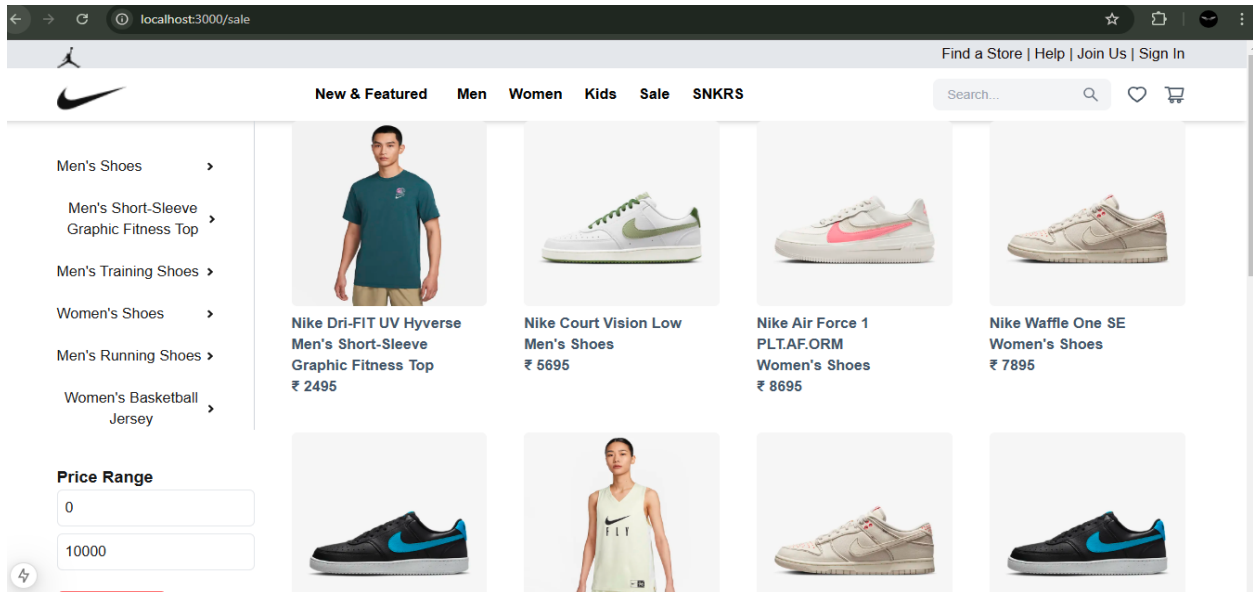 localhost:3000/sale
Find a Store | Help | Join Us | Sign In
New & Featured Men Women Kids Sale SNKRS
Search...
Men's Shoes
Men's Short-Sleeve
Graphic Fitness Top
Men's Training Shoes
Women's Shoes
Men's Running Shoes
Women's Basketball
Jersey
Price Range
0
10000
Nike Dri-FIT UV Hyverse
Men's Short-Sleeve
Graphic Fitness Top
₹ 2495
Nike Court Vision Low
Men's Shoes
₹ 5695
Nike Air Force 1
PLT.AF.ORM
Women's Shoes
₹ 8695
Nike Waffle One SE
Women's Shoes
₹ 7895
FLY